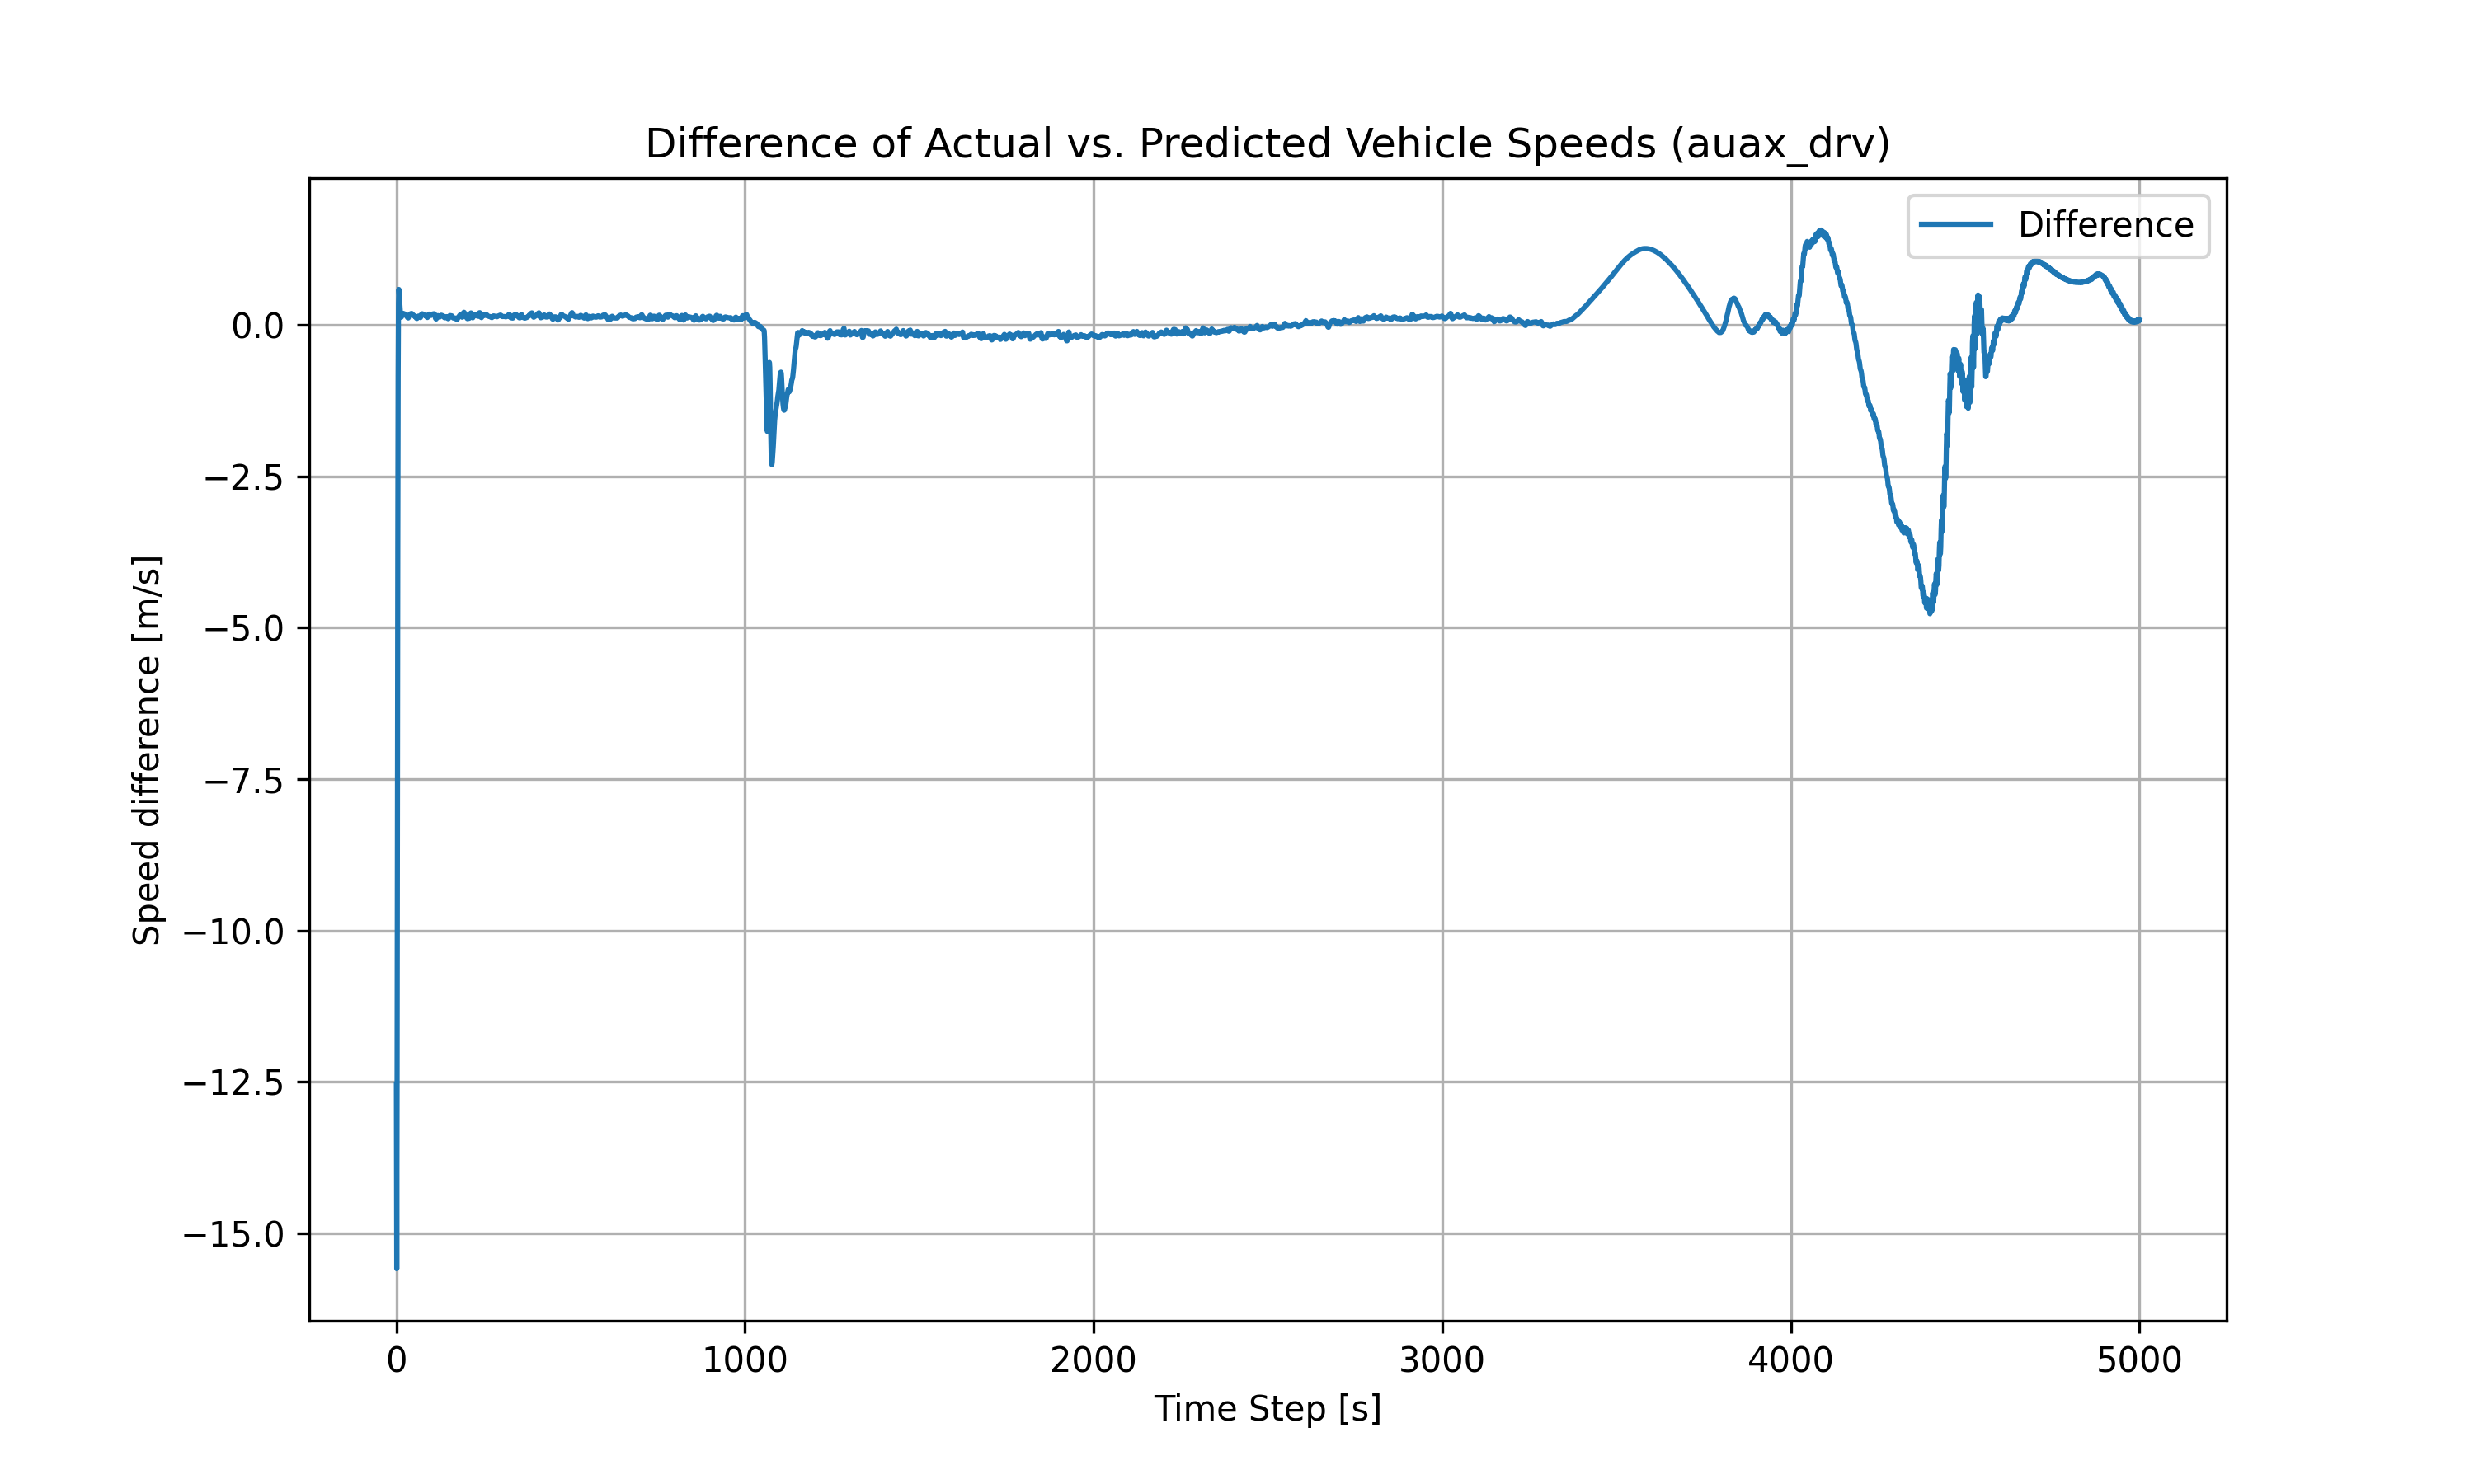 Difference of Actual vs. Predicted Vehicle Speeds (auax_drv)
Difference
0.0
−2.5
−5.0
−7.5
−10.0
−12.5
−15.0
Speed difference [m/s]
0 1000 2000 3000 4000 5000
Time Step [s]